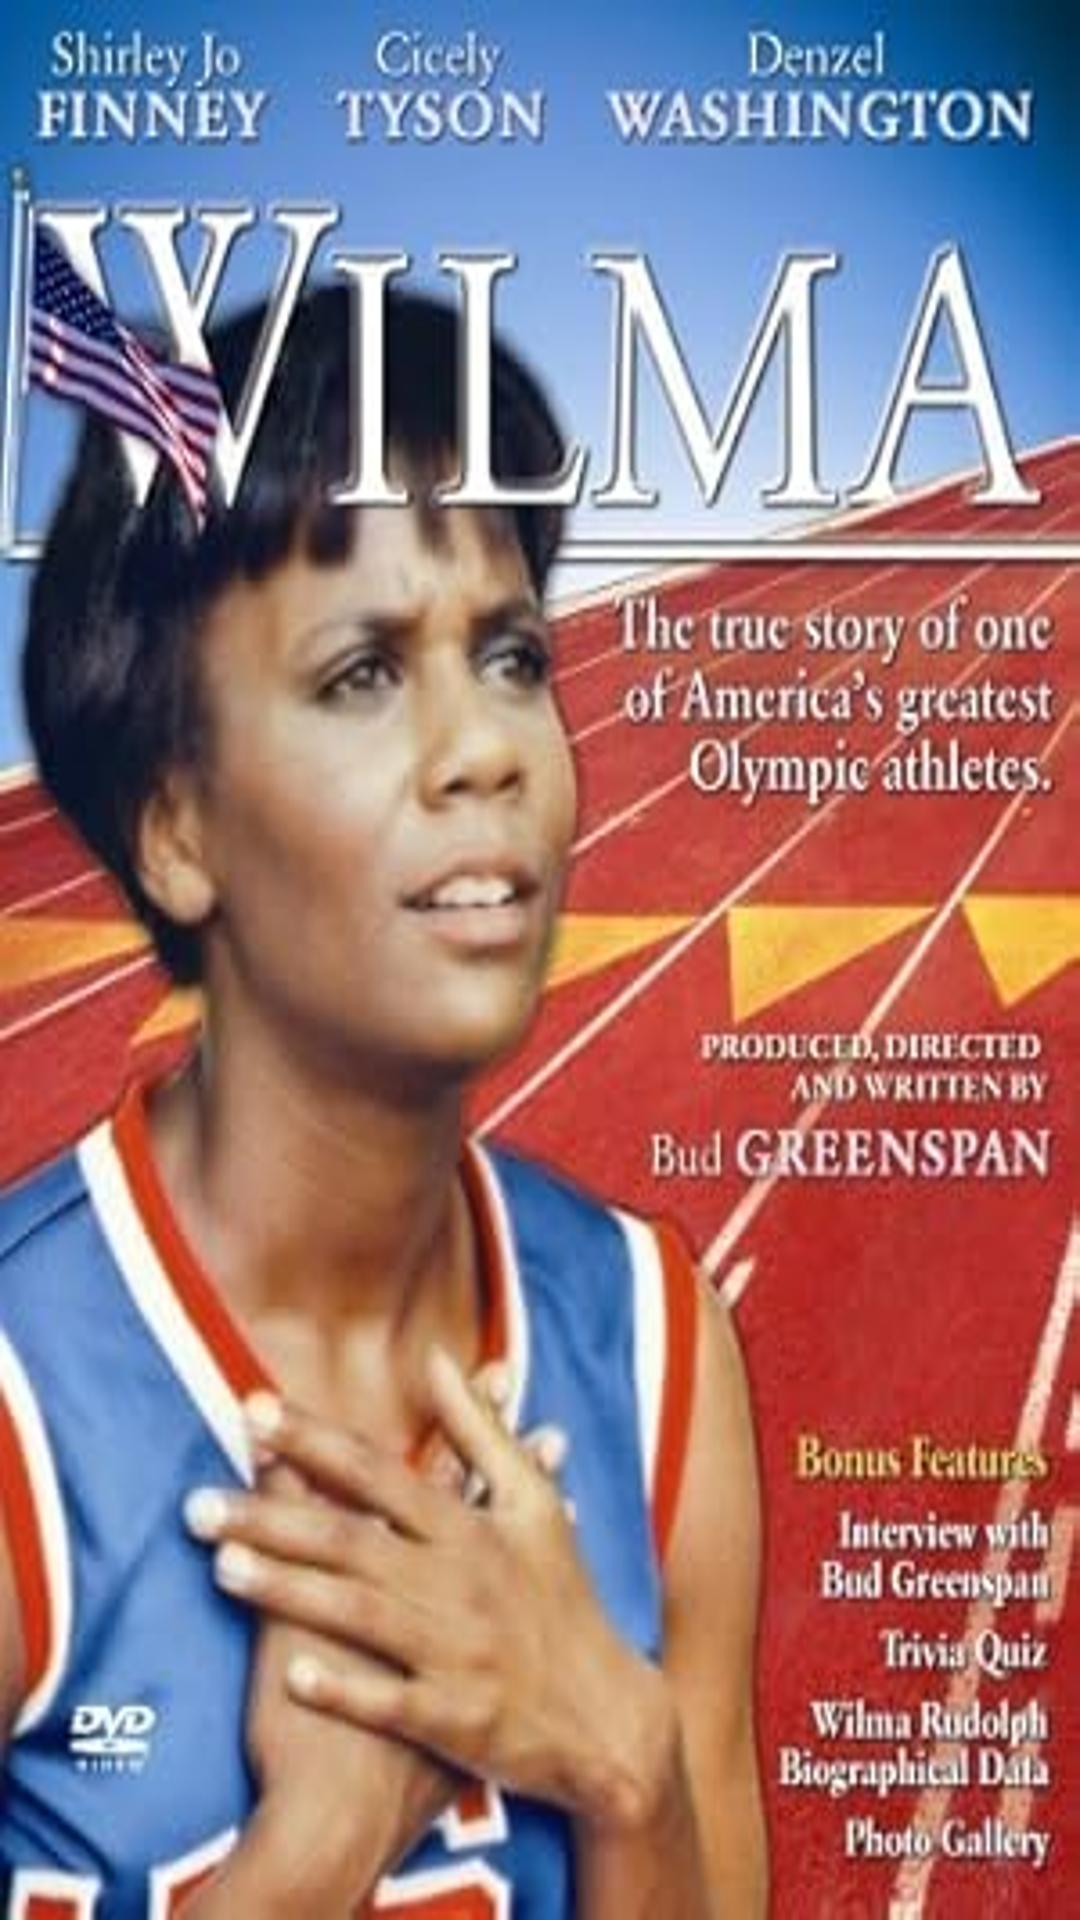 Shirley Jo Cicely Denzel
FINNEY TYSON WASHINGTON
WILMA
The true story of one
of America's greatest
Olympic athletes.
PRODUCED, DIRECTED
AND WRITTEN BY
Bud GREENSPAN
Bonus Features
Interview with
Bud Greenspan
Trivia Quiz
Wilma Rudolph
Biographical Data
Photo Gallery
DVD
VIDEO